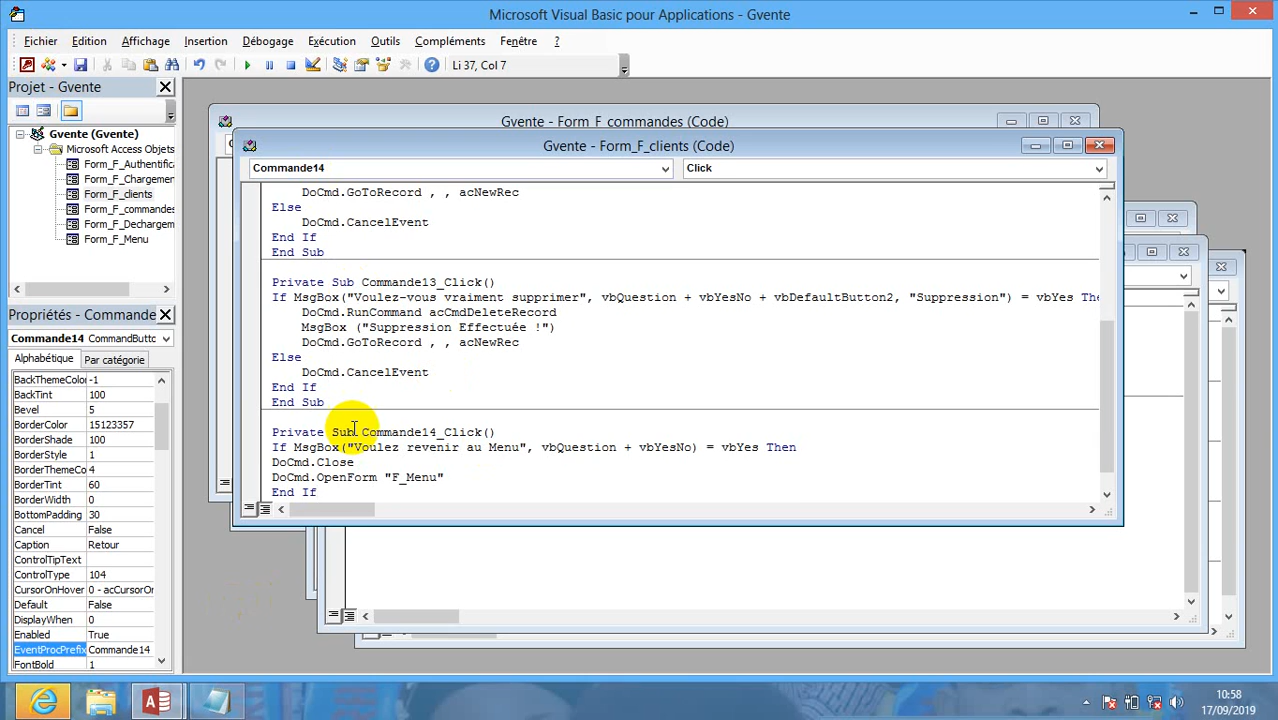 Microsoft Visual Basic pour Applications - Gvente
Fichier Edition Affichage Insertion Débogage Exécution Outils Compléments Fenêtre ?
Li 37, Col 7
Projet - Gvente
Gvente (Gvente)
Microsoft Access Objets
Form_F_Authentifica
Form_F_Chargemen
Form_F_clients
Form_F_commandes
Form_F_Dechargeme
Form_F_Menu
Propriétés - Commande
Commande14 CommandButto
Alphabétique Par catégorie
BackThemeColo -1
BackTint 100
Bevel 5
BorderColor 15123357
BorderShade 100
BorderStyle 1
BorderThemeCo 4
BorderTint 60
BorderWidth 0
BottomPadding 30
Cancel False
Caption Retour
ControlTipText
ControlType 104
CursorOnHover 0 - acCursorOn
Default False
DisplayWhen 0
Enabled True
EventProcPrefix Commande14
FontBold 1
Gvente - Form_F_commandes (Code)
Gvente - Form_F_clients (Code)
Commande14 Click
DoCmd.GoToRecord , , acNewRec
Else
DoCmd.CancelEvent
End If
End Sub
Private Sub Commande13_Click()
If MsgBox("Voulez-vous vraiment supprimer", vbQuestion + vbYesNo + vbDefaultButton2, "Suppression") = vbYes The
DoCmd.RunCommand acCmdDeleteRecord
MsgBox ("Suppression Effectuée !")
DoCmd.GoToRecord , , acNewRec
Else
DoCmd.CancelEvent
End If
End Sub
Private Sub Commande14_Click()
If MsgBox("Voulez revenir au Menu", vbQuestion + vbYesNo) = vbYes Then
DoCmd.Close
DoCmd.OpenForm "F_Menu"
End If
10:58
17/09/2019